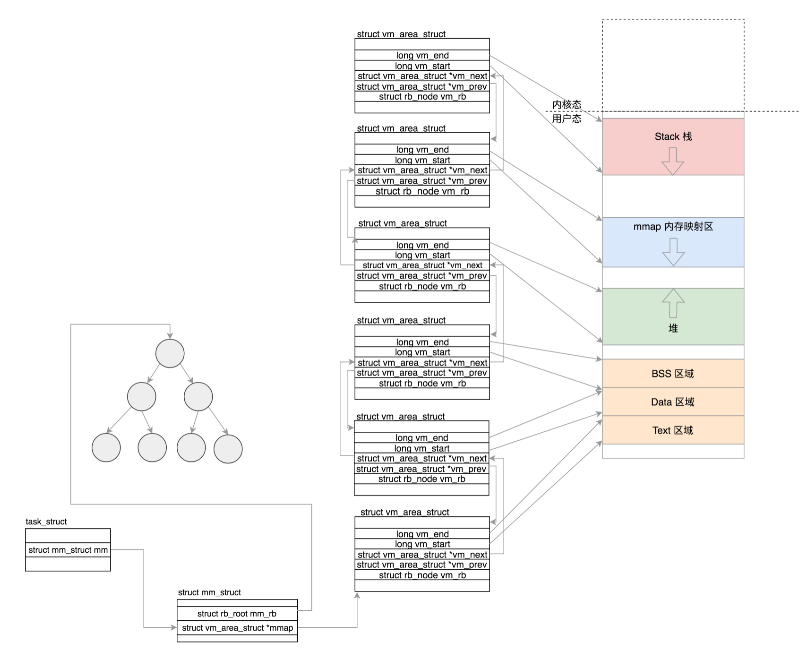 struct vm_area_struct
long vm_end
long vm_start
struct vm_area_struct *vm_next
struct vm_area_struct *vm_prev
struct rb_node vm_rb
内核态
用户态
Stack 栈
struct vm_area_struct
long vm_end
long vm_start
struct vm_area_struct *vm_next
struct vm_area_struct *vm_prev
struct rb_node vm_rb
mmap 内存映射区
struct vm_area_struct
long vm_end
long vm_start
struct vm_area_struct *vm_next
struct vm_area_struct *vm_prev
struct rb_node vm_rb
堆
struct vm_area_struct
long vm_end
long vm_start
struct vm_area_struct *vm_next
struct vm_area_struct *vm_prev
struct rb_node vm_rb
BSS 区域
Data 区域
Text 区域
struct vm_area_struct
long vm_end
long vm_start
struct vm_area_struct *vm_next
struct vm_area_struct *vm_prev
struct rb_node vm_rb
struct vm_area_struct
long vm_end
long vm_start
struct vm_area_struct *vm_next
struct vm_area_struct *vm_prev
struct rb_node vm_rb
task_struct
struct mm_struct mm
struct mm_struct
struct rb_root mm_rb
struct vm_area_struct *mmap